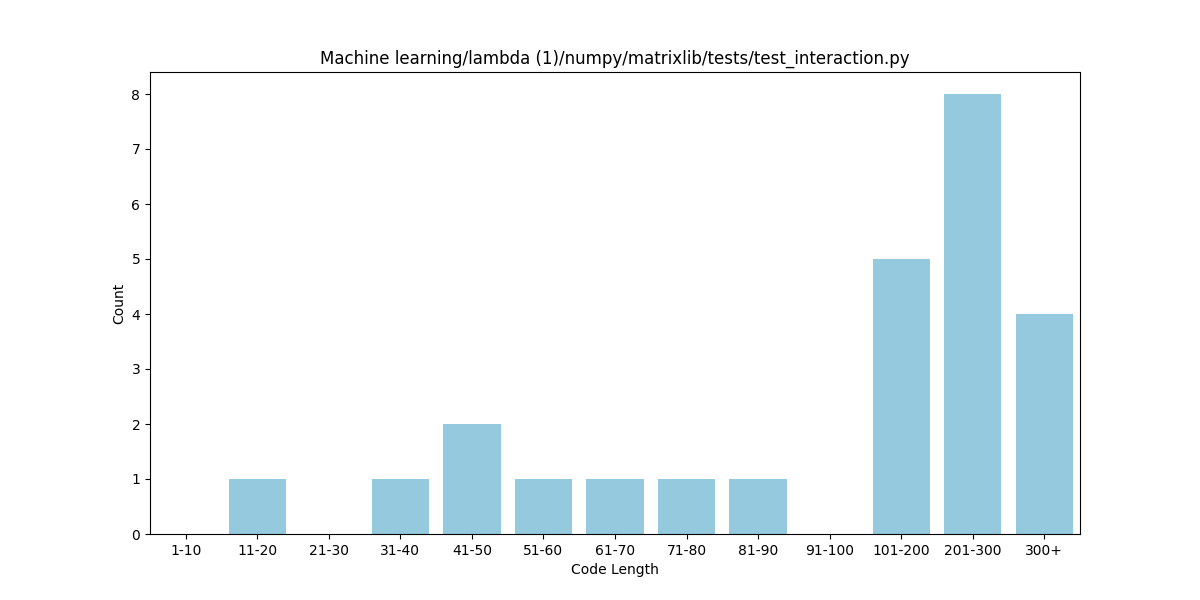 Machine learning/lambda (1)/numpy/matrixlib/tests/test_interaction.py
8
7
6
5
4
3
2
1
0
Count
1-10 11-20 21-30 31-40 41-50 51-60 61-70 71-80 81-90 91-100 101-200 201-300 300+
Code Length